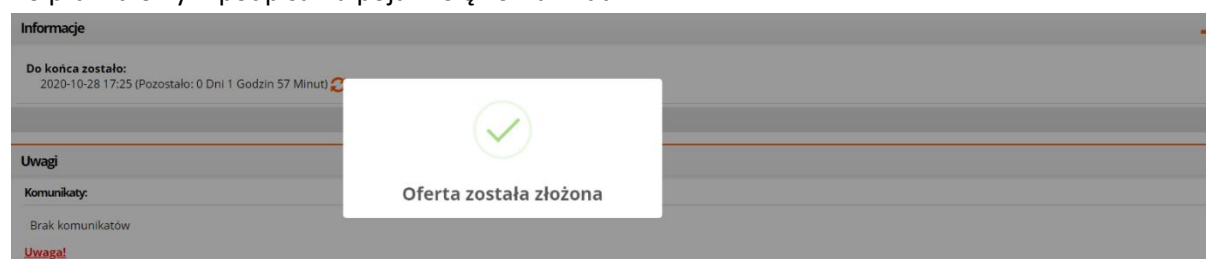 Informacje
Do końca zostało:
2020-10-28 17:25 (Pozostało: 0 Dni 1 Godzin 57 Minut)
Oferta została złożona
Uwagi
Komunikaty:
Brak komunikatów
Uwaga!